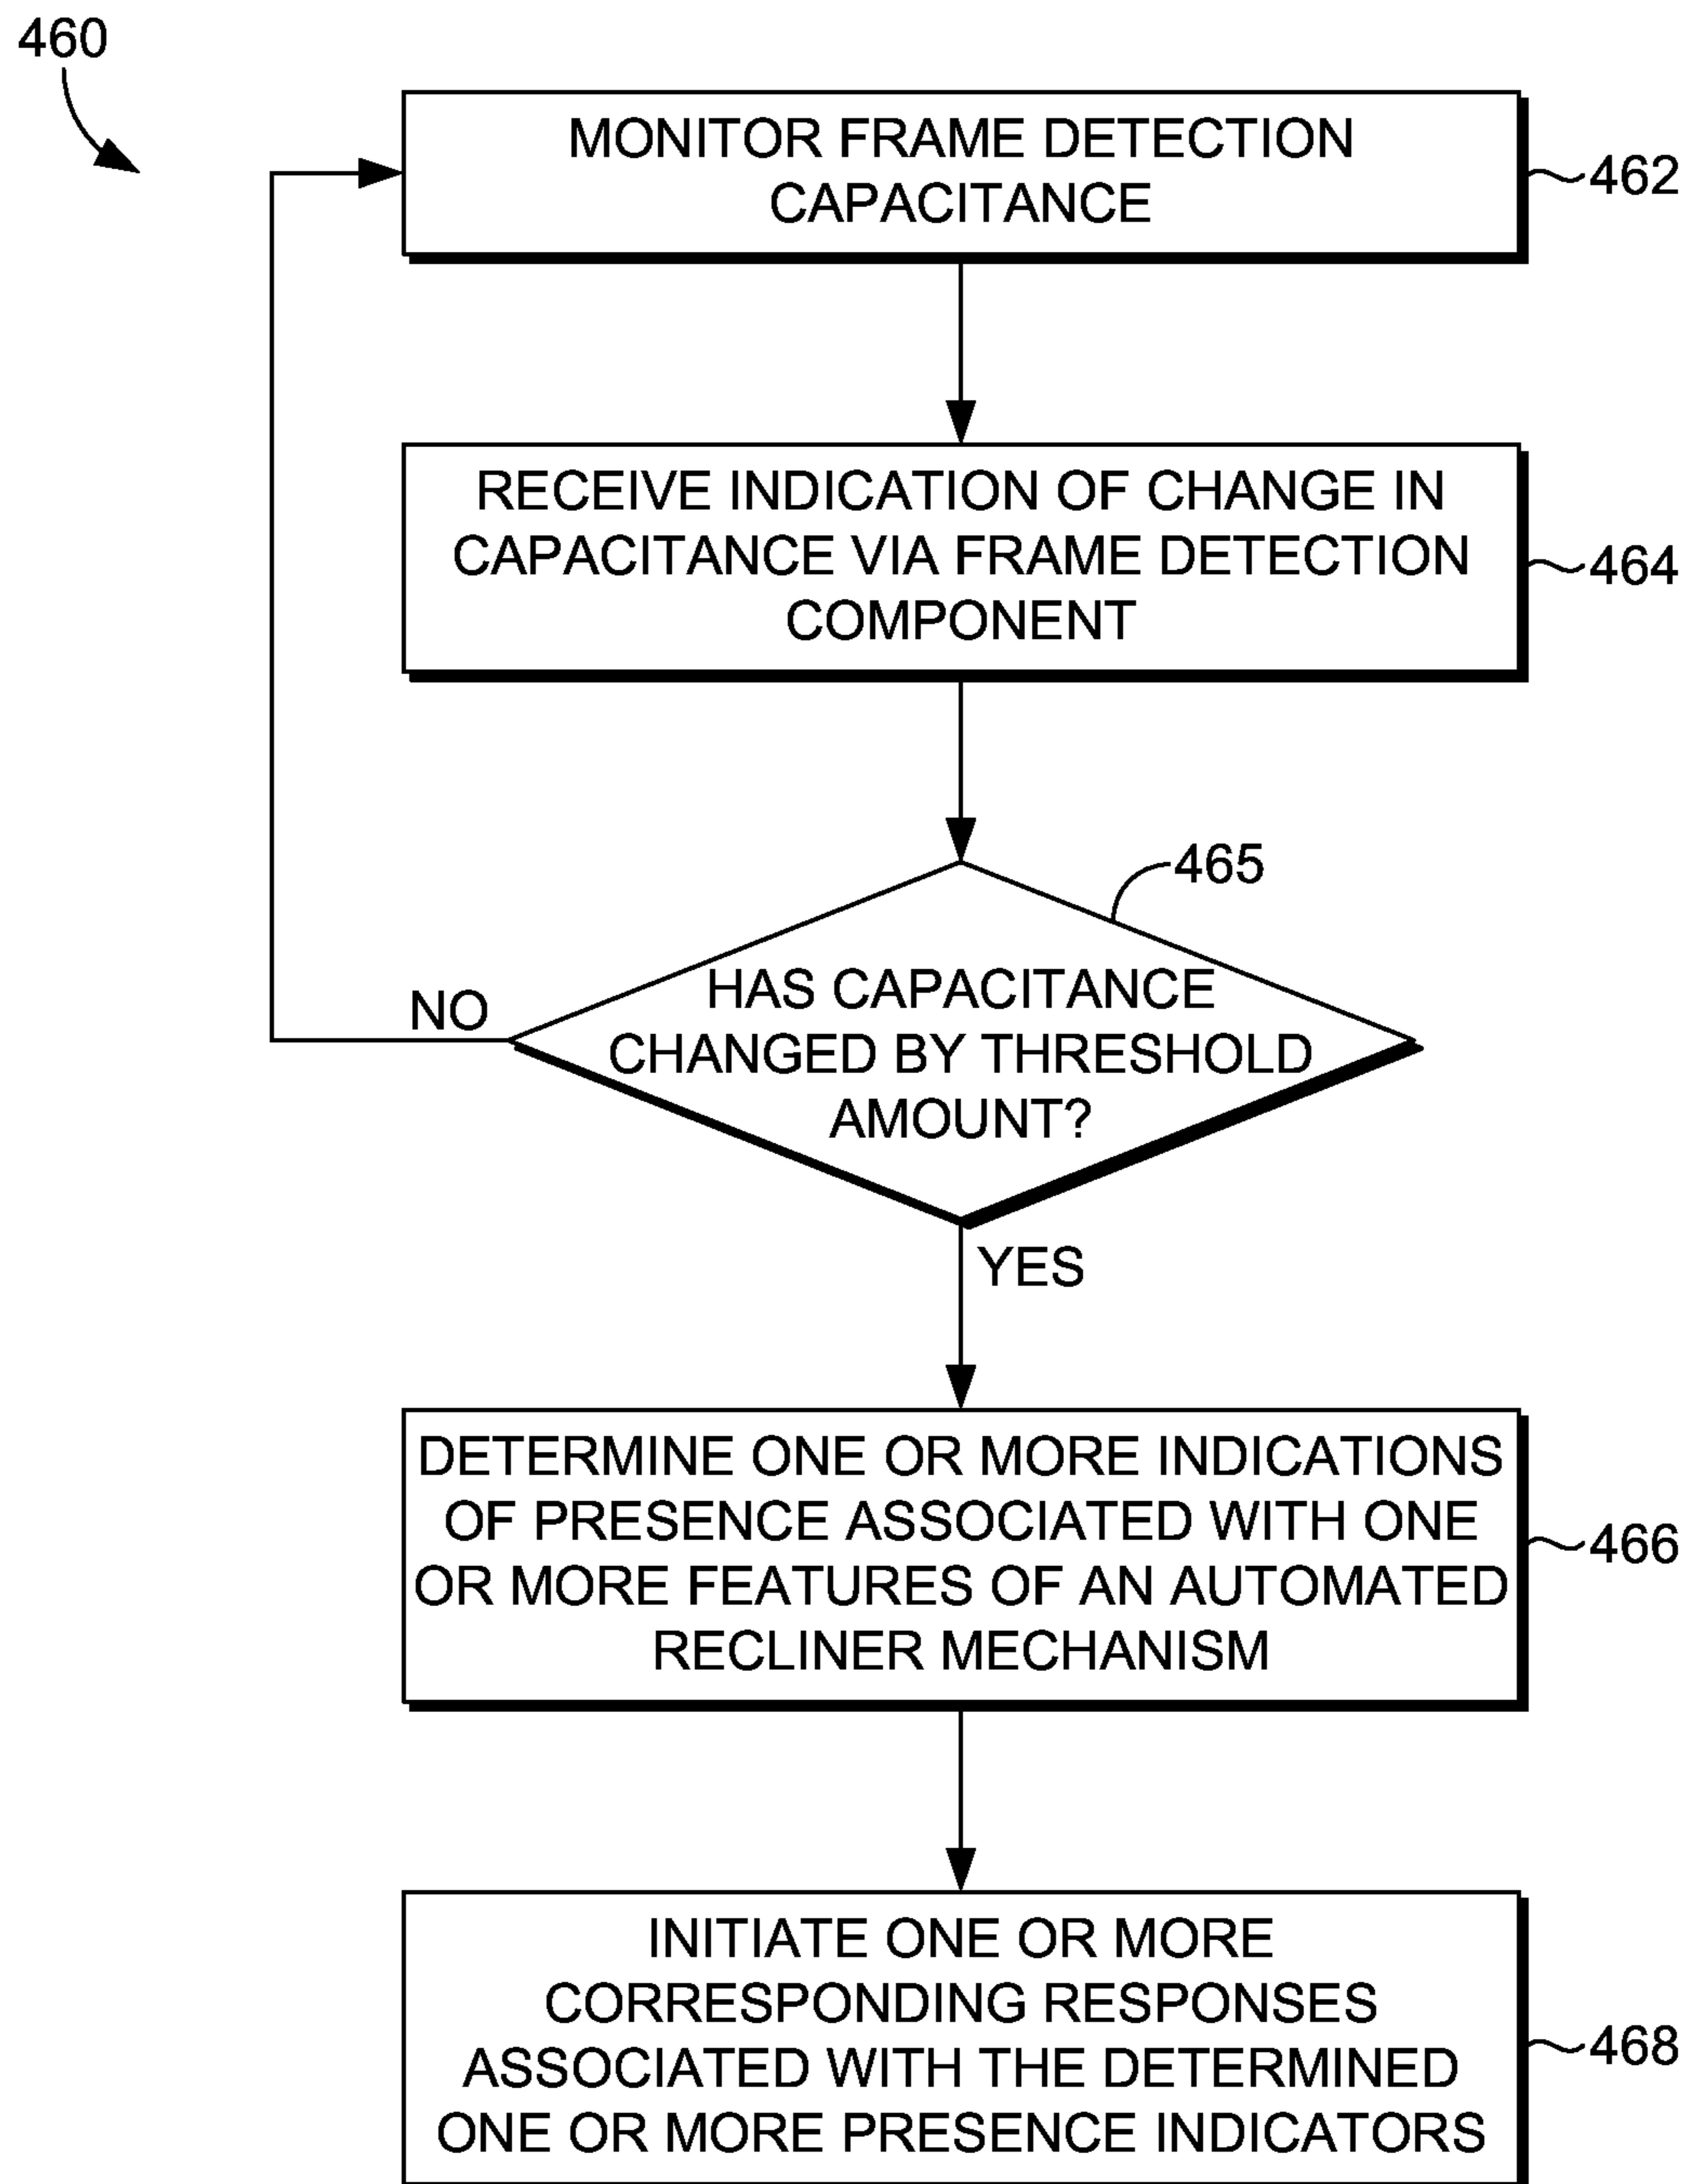 460
MONITOR FRAME DETECTION
CAPACITANCE
462
RECEIVE INDICATION OF CHANGE IN
CAPACITANCE VIA FRAME DETECTION
COMPONENT
464
465
HAS CAPACITANCE
CHANGED BY THRESHOLD
AMOUNT?
NO
YES
DETERMINE ONE OR MORE INDICATIONS
OF PRESENCE ASSOCIATED WITH ONE
OR MORE FEATURES OF AN AUTOMATED
RECLINER MECHANISM
466
INITIATE ONE OR MORE
CORRESPONDING RESPONSES
ASSOCIATED WITH THE DETERMINED
ONE OR MORE PRESENCE INDICATORS
468